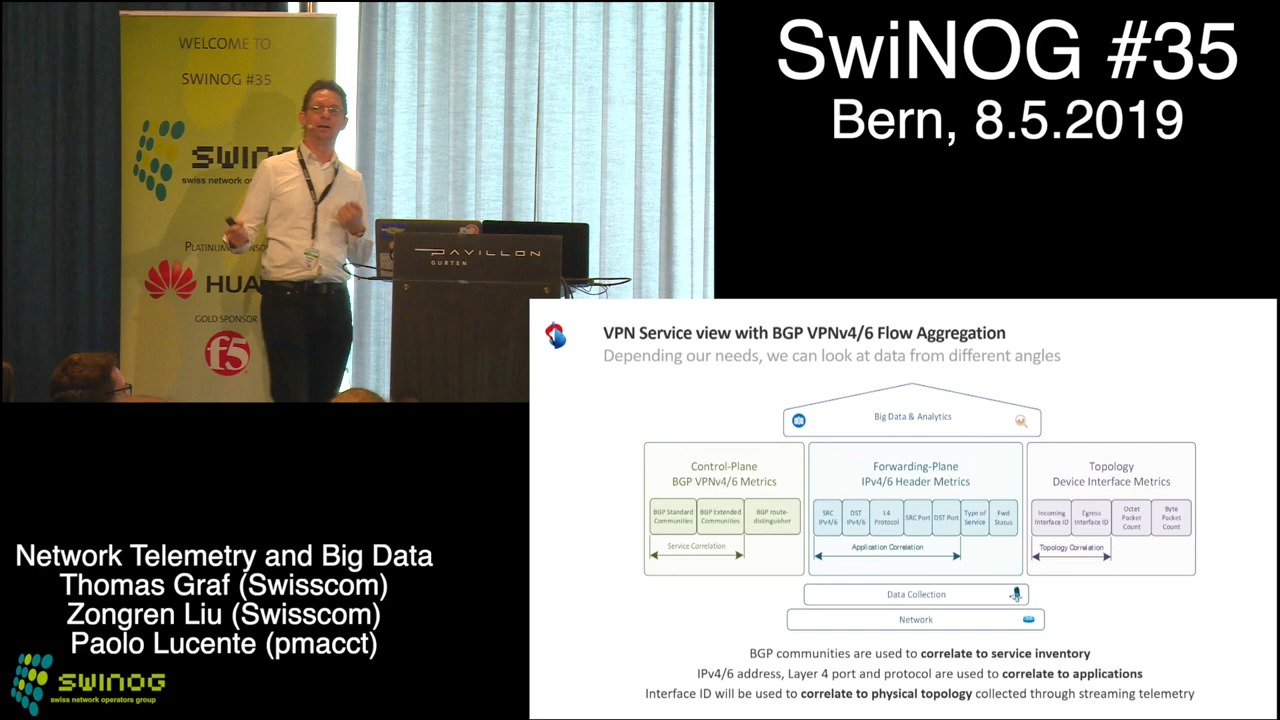 WELCOME TO
SWINOG #35
SWINOG
swiss network ope
PLATINUM
HUA
GOLD SPONSOR
f5
PAVILLON
GURTEN
SwiNOG #35
Bern, 8.5.2019
VPN Service view with BGP VPNv4/6 Flow Aggregation
Depending our needs, we can look at data from different angles
Big Data & Analytics
Control-Plane
BGP VPNv4/6 Metrics
BGP Standard
Communities
BGP Extended
Communities
BGP route-
distinguisher
Service Correlation
Forwarding-Plane
IPv4/6 Header Metrics
SRC
IPv4/6
DST
IPv4/6
L4
Protocol
SRC Port
DST Port
Type of
Service
Fwd
Status
Application Correlation
Topology
Device Interface Metrics
Incoming
Interface ID
Egress
Interface ID
Octet
Packet
Count
Byte
Packet
Count
Topology Correlation
Data Collection
Network
BGP communities are used to correlate to service inventory
IPv4/6 address, Layer 4 port and protocol are used to correlate to applications
Interface ID will be used to correlate to physical topology collected through streaming telemetry
Network Telemetry and Big Data
Thomas Graf (Swisscom)
Zongren Liu (Swisscom)
Paolo Lucente (pmacct)
SWINOG
swiss network operators group